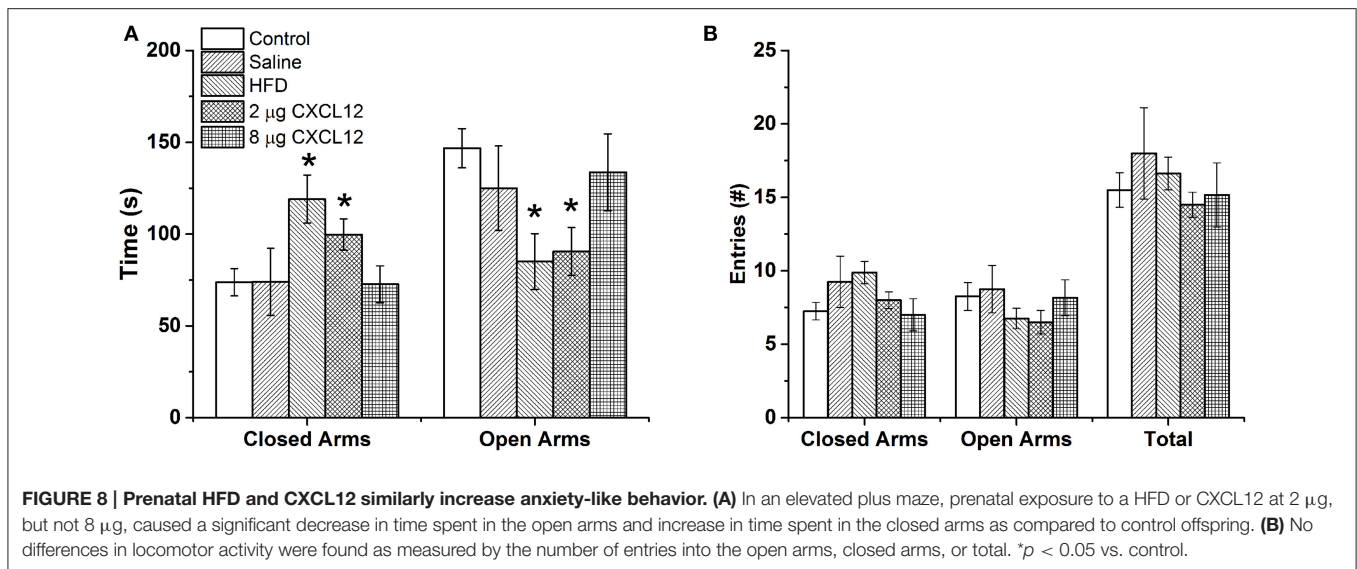 A
200
150
100
50
0
Time (s)
Control
Saline
HFD
2 μg CXCL12
8 μg CXCL12
*
*
*
*
Closed Arms
Open Arms
B
25
20
15
10
5
0
Entries (#)
Closed Arms
Open Arms
Total
FIGURE 8 | Prenatal HFD and CXCL12 similarly increase anxiety-like behavior. (A) In an elevated plus maze, prenatal exposure to a HFD or CXCL12 at 2 μg,
but not 8 μg, caused a significant decrease in time spent in the open arms and increase in time spent in the closed arms as compared to control offspring. (B) No
differences in locomotor activity were found as measured by the number of entries into the open arms, closed arms, or total. *p < 0.05 vs. control.